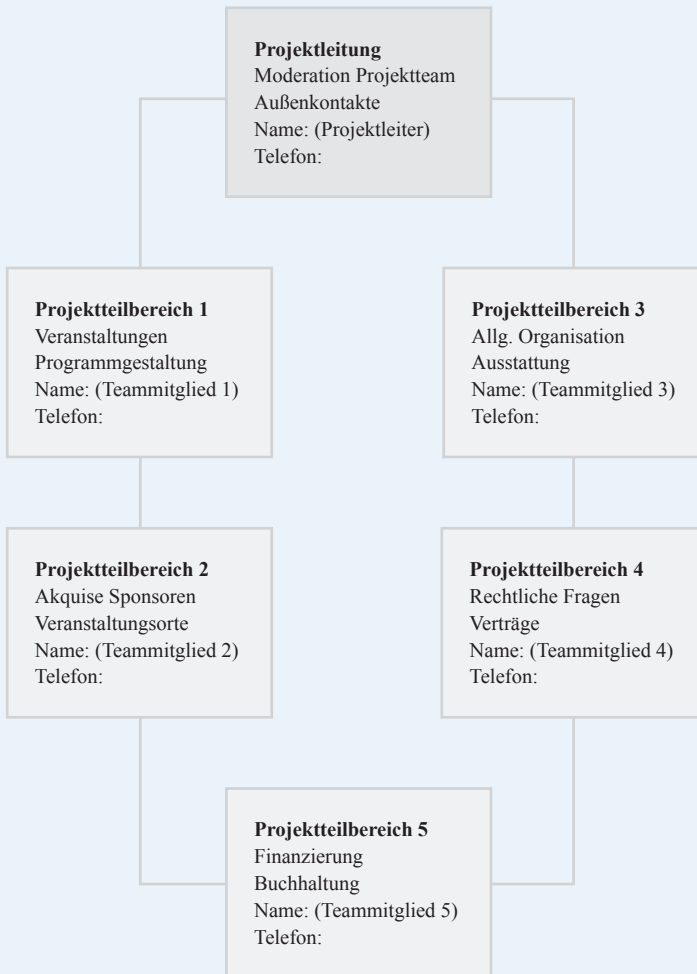 Projektleitung
Moderation Projektteam
Außenkontakte
Name: (Projektleiter)
Telefon:
Projektteilbereich 1
Veranstaltungen
Programmgestaltung
Name: (Teammitglied 1)
Telefon:
Projektteilbereich 3
Allg. Organisation
Ausstattung
Name: (Teammitglied 3)
Telefon:
Projektteilbereich 2
Akquise Sponsoren
Veranstaltungsorte
Name: (Teammitglied 2)
Telefon:
Projektteilbereich 4
Rechtliche Fragen
Verträge
Name: (Teammitglied 4)
Telefon:
Projektteilbereich 5
Finanzierung
Buchhaltung
Name: (Teammitglied 5)
Telefon: